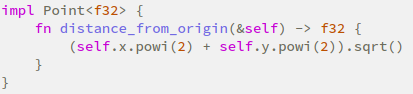 impl Point<f32> {
    fn distance_from_origin(&self) -> f32 {
        (self.x.powi(2) + self.y.powi(2)).sqrt()
    }
}